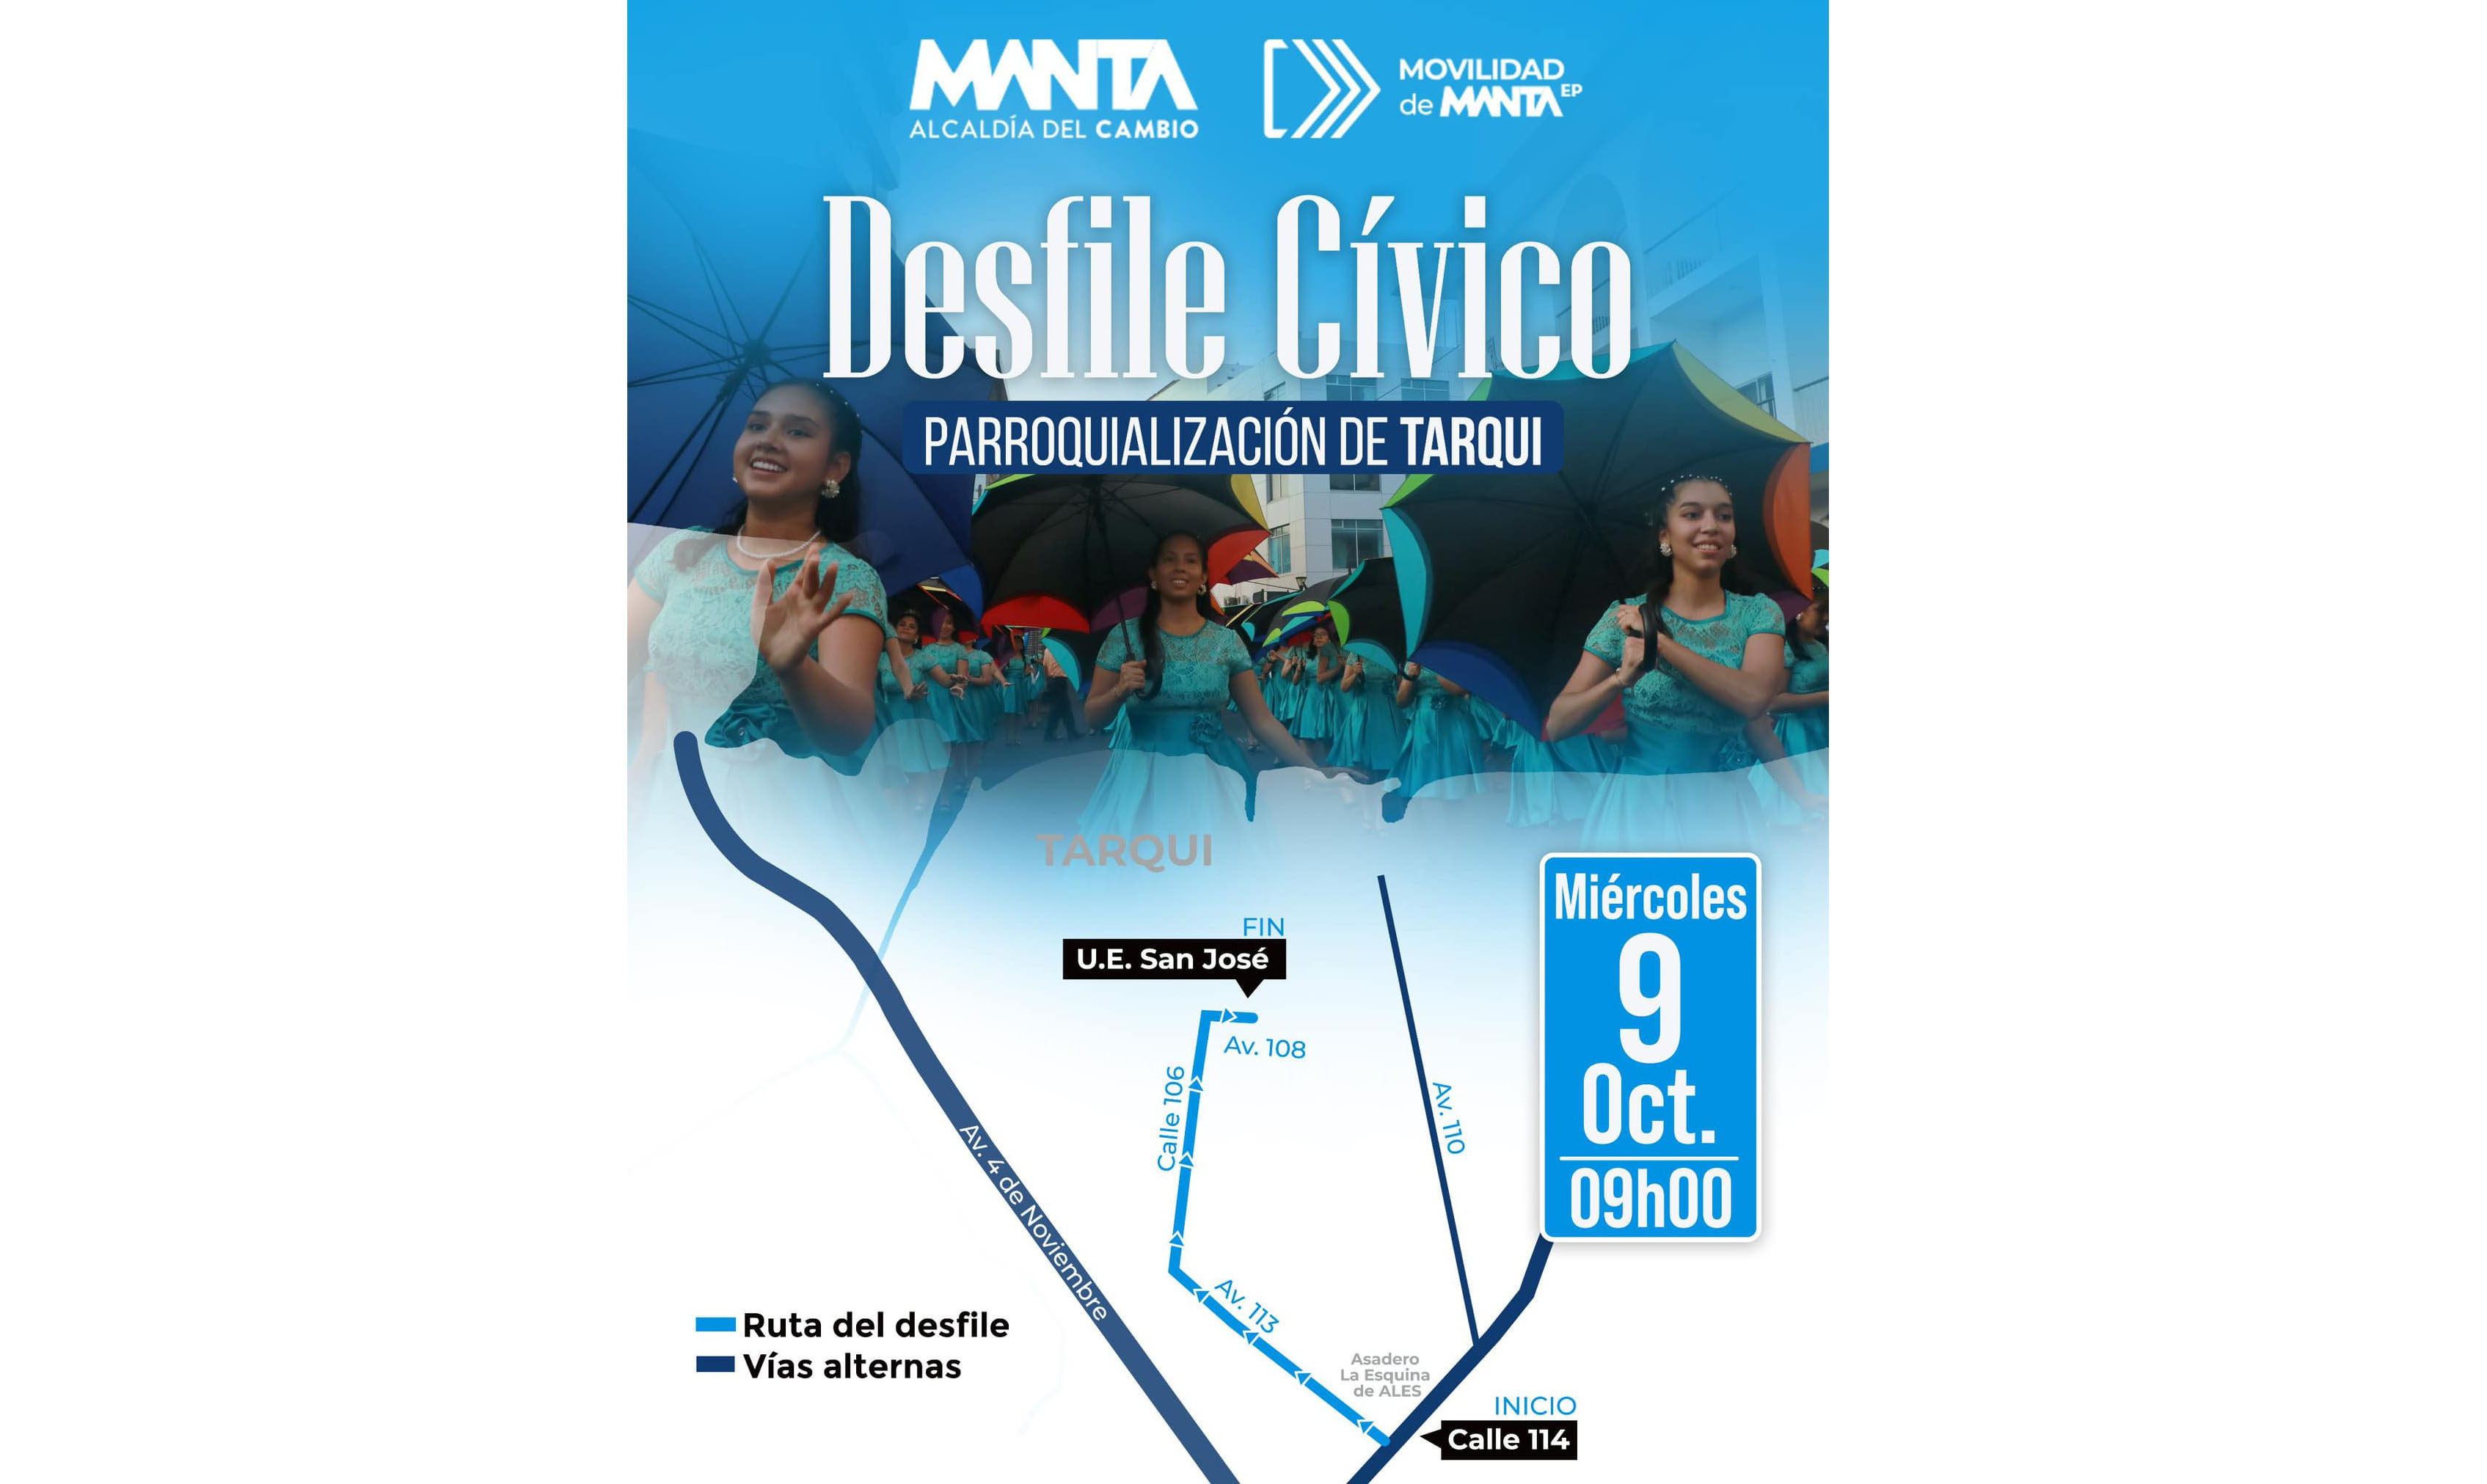 MANTA
ALCALDÍA DEL CAMBIO
MOVILIDAD
de MANTA EP
Desfile Cívico
PARROQUIALIZACIÓN DE TARQUI
TARQUI
FIN
U.E. San José
Av. 108
Calle 106
Av. 110
Av. 113
Av. 4 de Noviembre
Miércoles
9
Oct.
09h00
Ruta del desfile
Vías alternas
Asadero
La Esquina
de ALES
INICIO
Calle 114